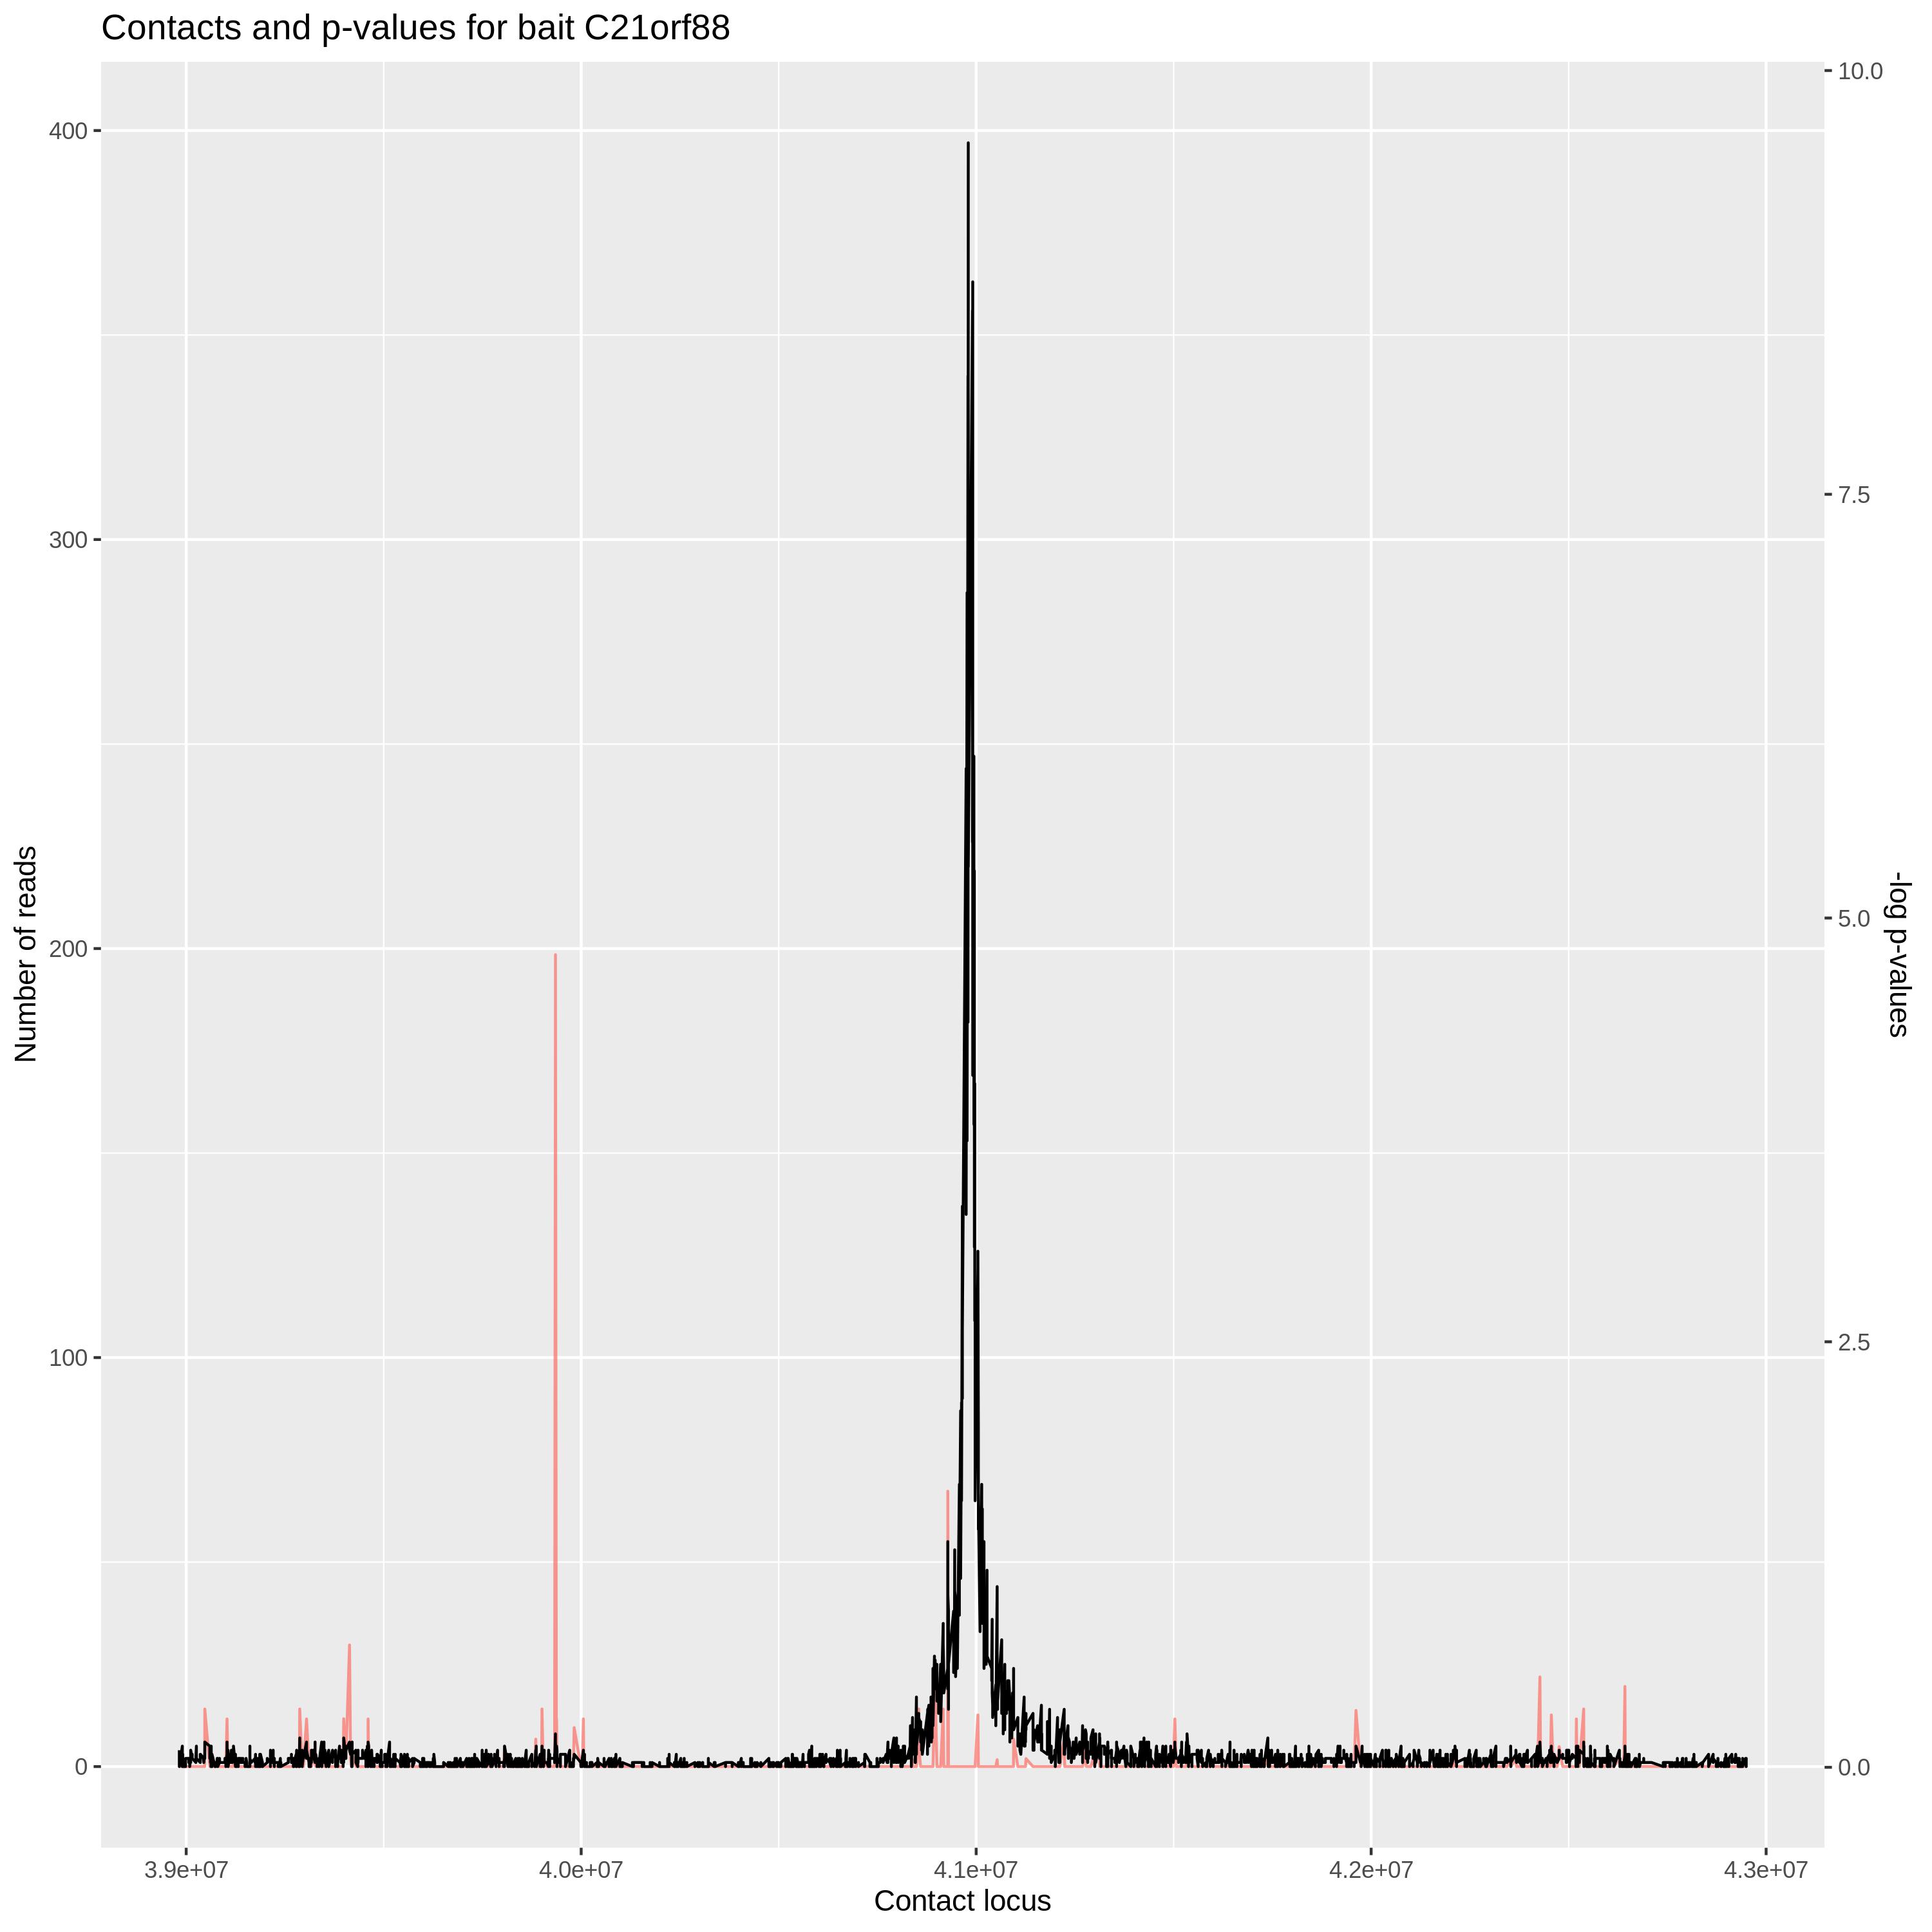 Contacts and p-values for bait C21orf88
400
300
200
100
0
Number of reads
10.0
7.5
5.0
2.5
0.0
-log p-values
3.9e+07
4.0e+07
4.1e+07
4.2e+07
4.3e+07
Contact locus